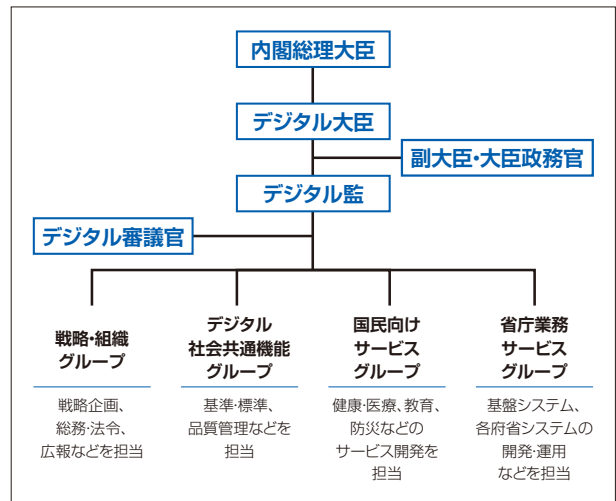 内閣総理大臣
デジタル大臣
副大臣・大臣政務官
デジタル監
デジタル審議官
戦略・組織
グループ
戦略企画、
総務・法令、
広報などを担当
デジタル
社会共通機能
グループ
基準・標準、
品質管理などを
担当
国民向け
サービス
グループ
健康・医療、教育、
防災などの
サービス開発を
担当
省庁業務
サービス
グループ
基盤システム、
各府省システムの
開発・運用
などを担当